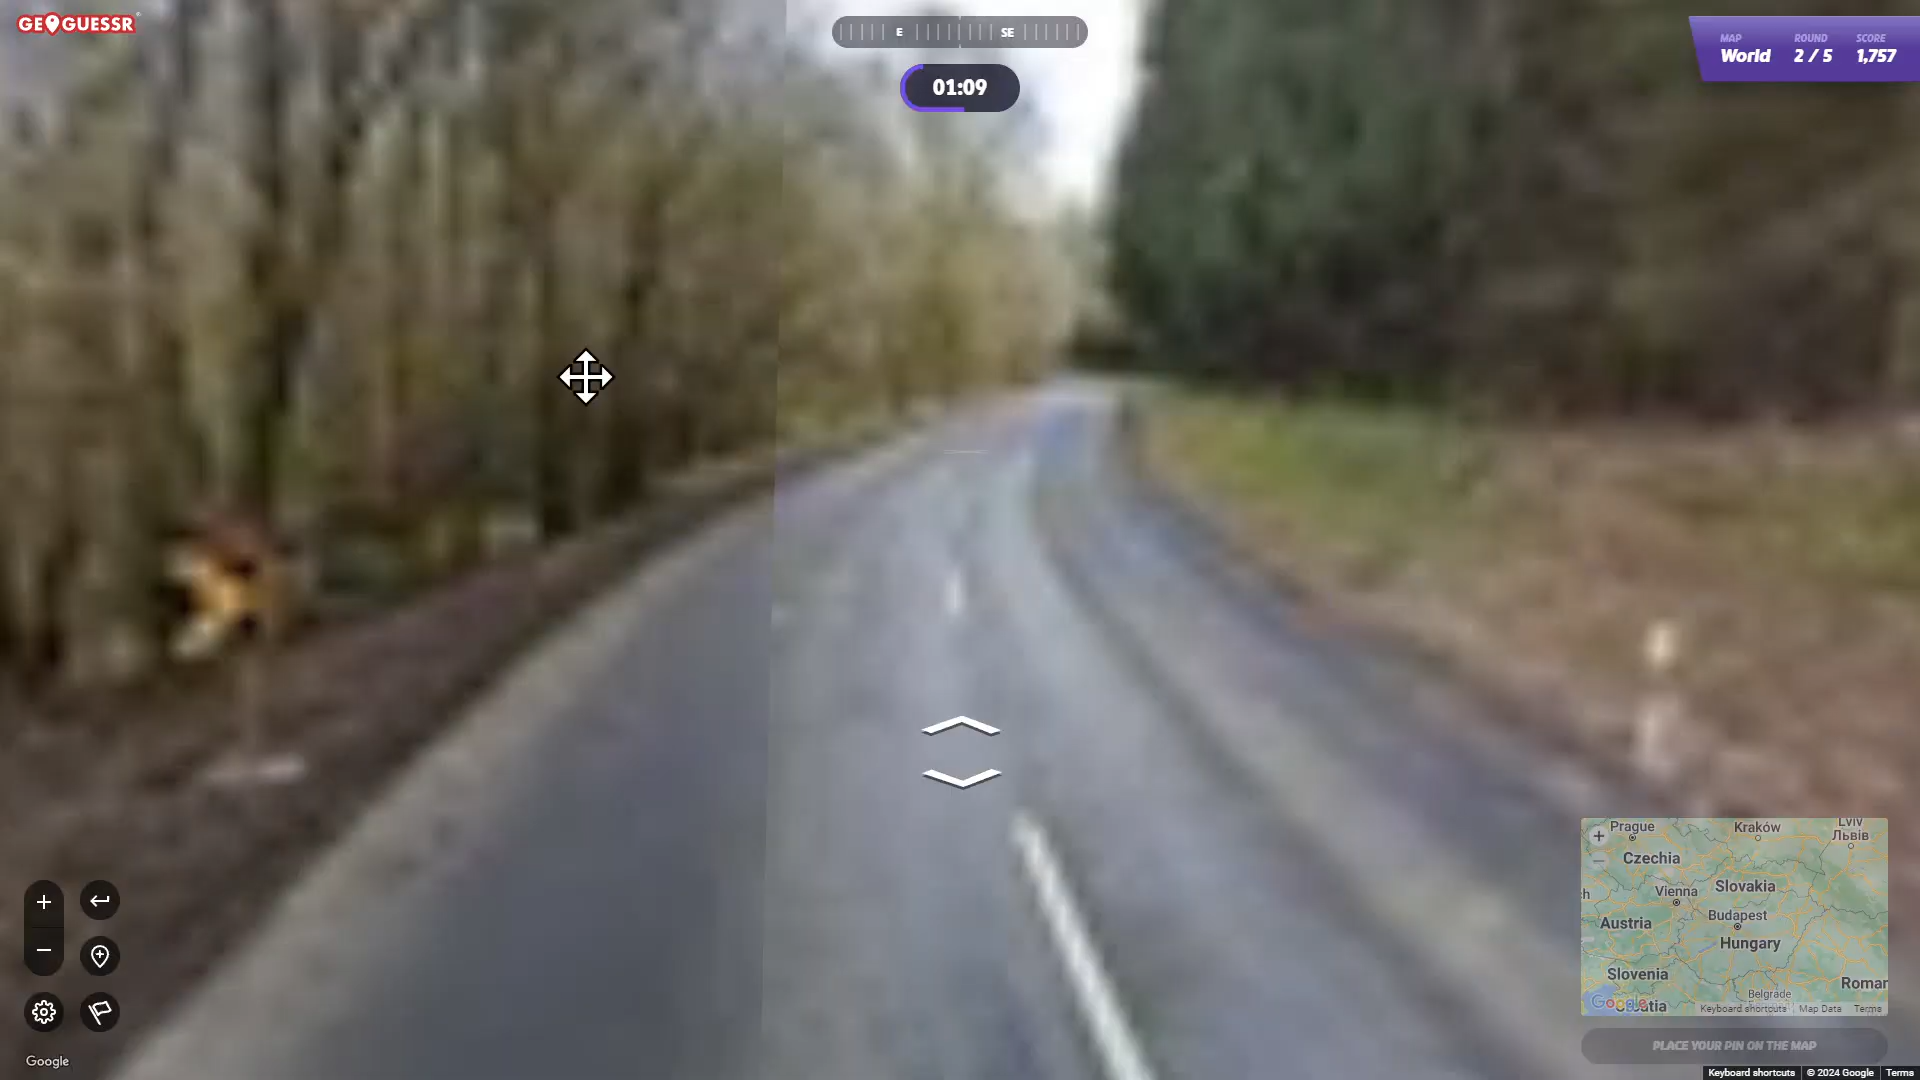 GEOGUESSR
E SE
01:09
MAP ROUND SCORE
World 2 / 5 1,757
Prague
Kraków
Lviv
Львів
Czechia
Vienna
Slovakia
Austria
Budapest
Hungary
Slovenia
Belgrade
Roman
Google
Keyboard shortcuts Map Data Terms
PLACE YOUR PIN ON THE MAP
Google
Keyboard shortcuts © 2024 Google Terms